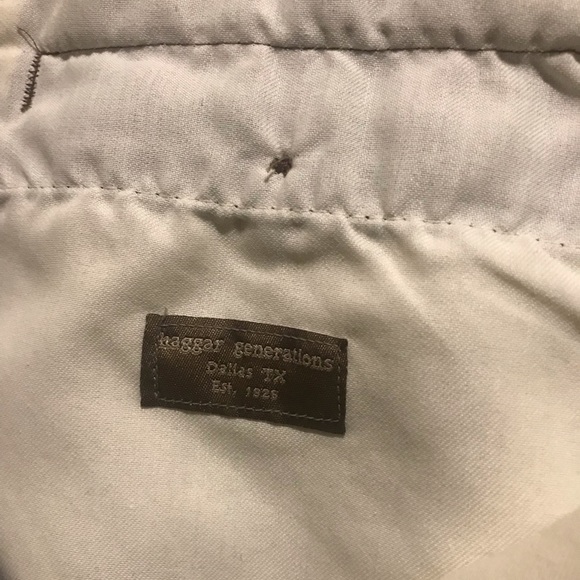 haggar generations
Dallas TX
Est. 1926